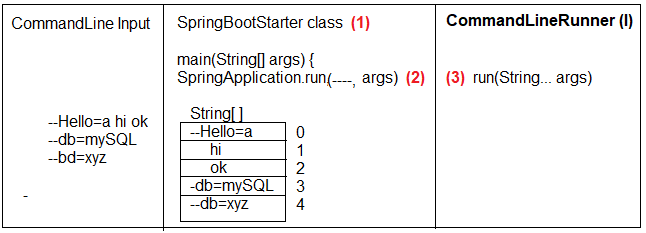 CommandLine Input
--Hello=a hi ok
--db=mySQL
--bd=xyz
-
SpringBootStarter class (1)
main(String[] args) {
SpringApplication.run(----, args) (2)
String[ ]
--Hello=a 0
hi 1
ok 2
-db=mySQL 3
--db=xyz 4
CommandLineRunner (I)
(3) run(String... args)